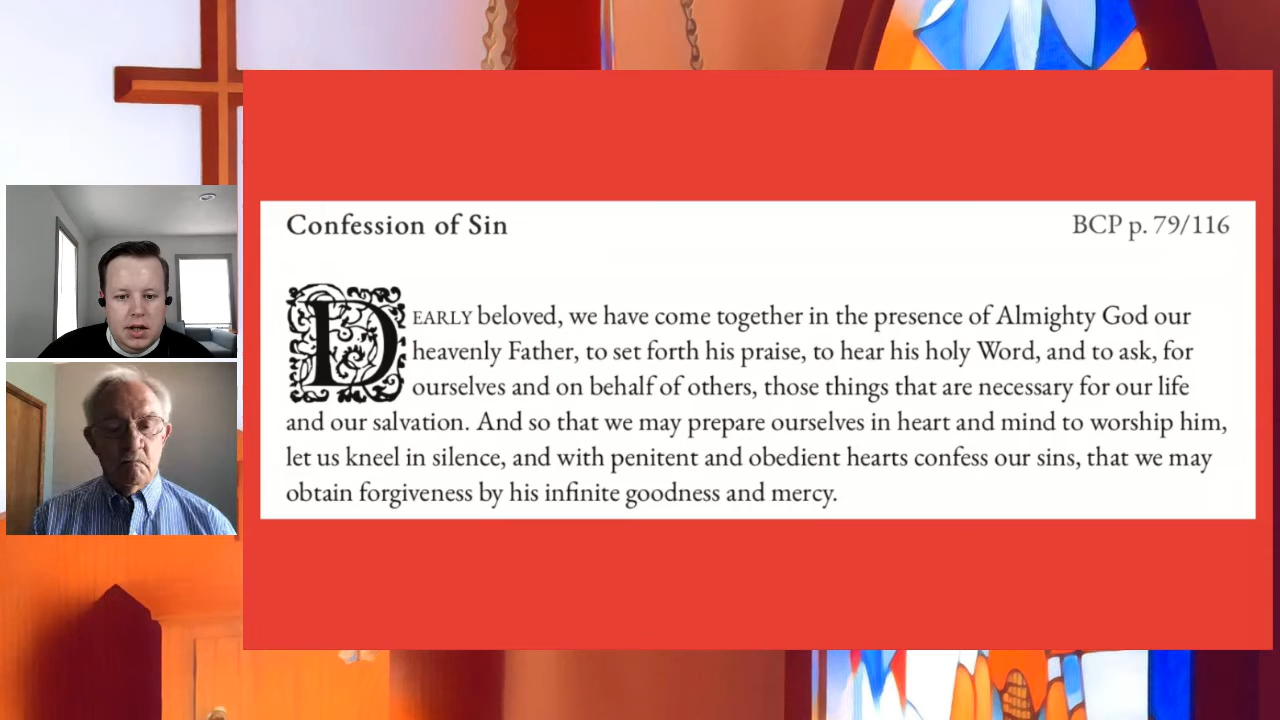 Confession of Sin BCP p. 79/116
DEARLY beloved, we have come together in the presence of Almighty God our
heavenly Father, to set forth his praise, to hear his holy Word, and to ask, for
ourselves and on behalf of others, those things that are necessary for our life
and our salvation. And so that we may prepare ourselves in heart and mind to worship him,
let us kneel in silence, and with penitent and obedient hearts confess our sins, that we may
obtain forgiveness by his infinite goodness and mercy.